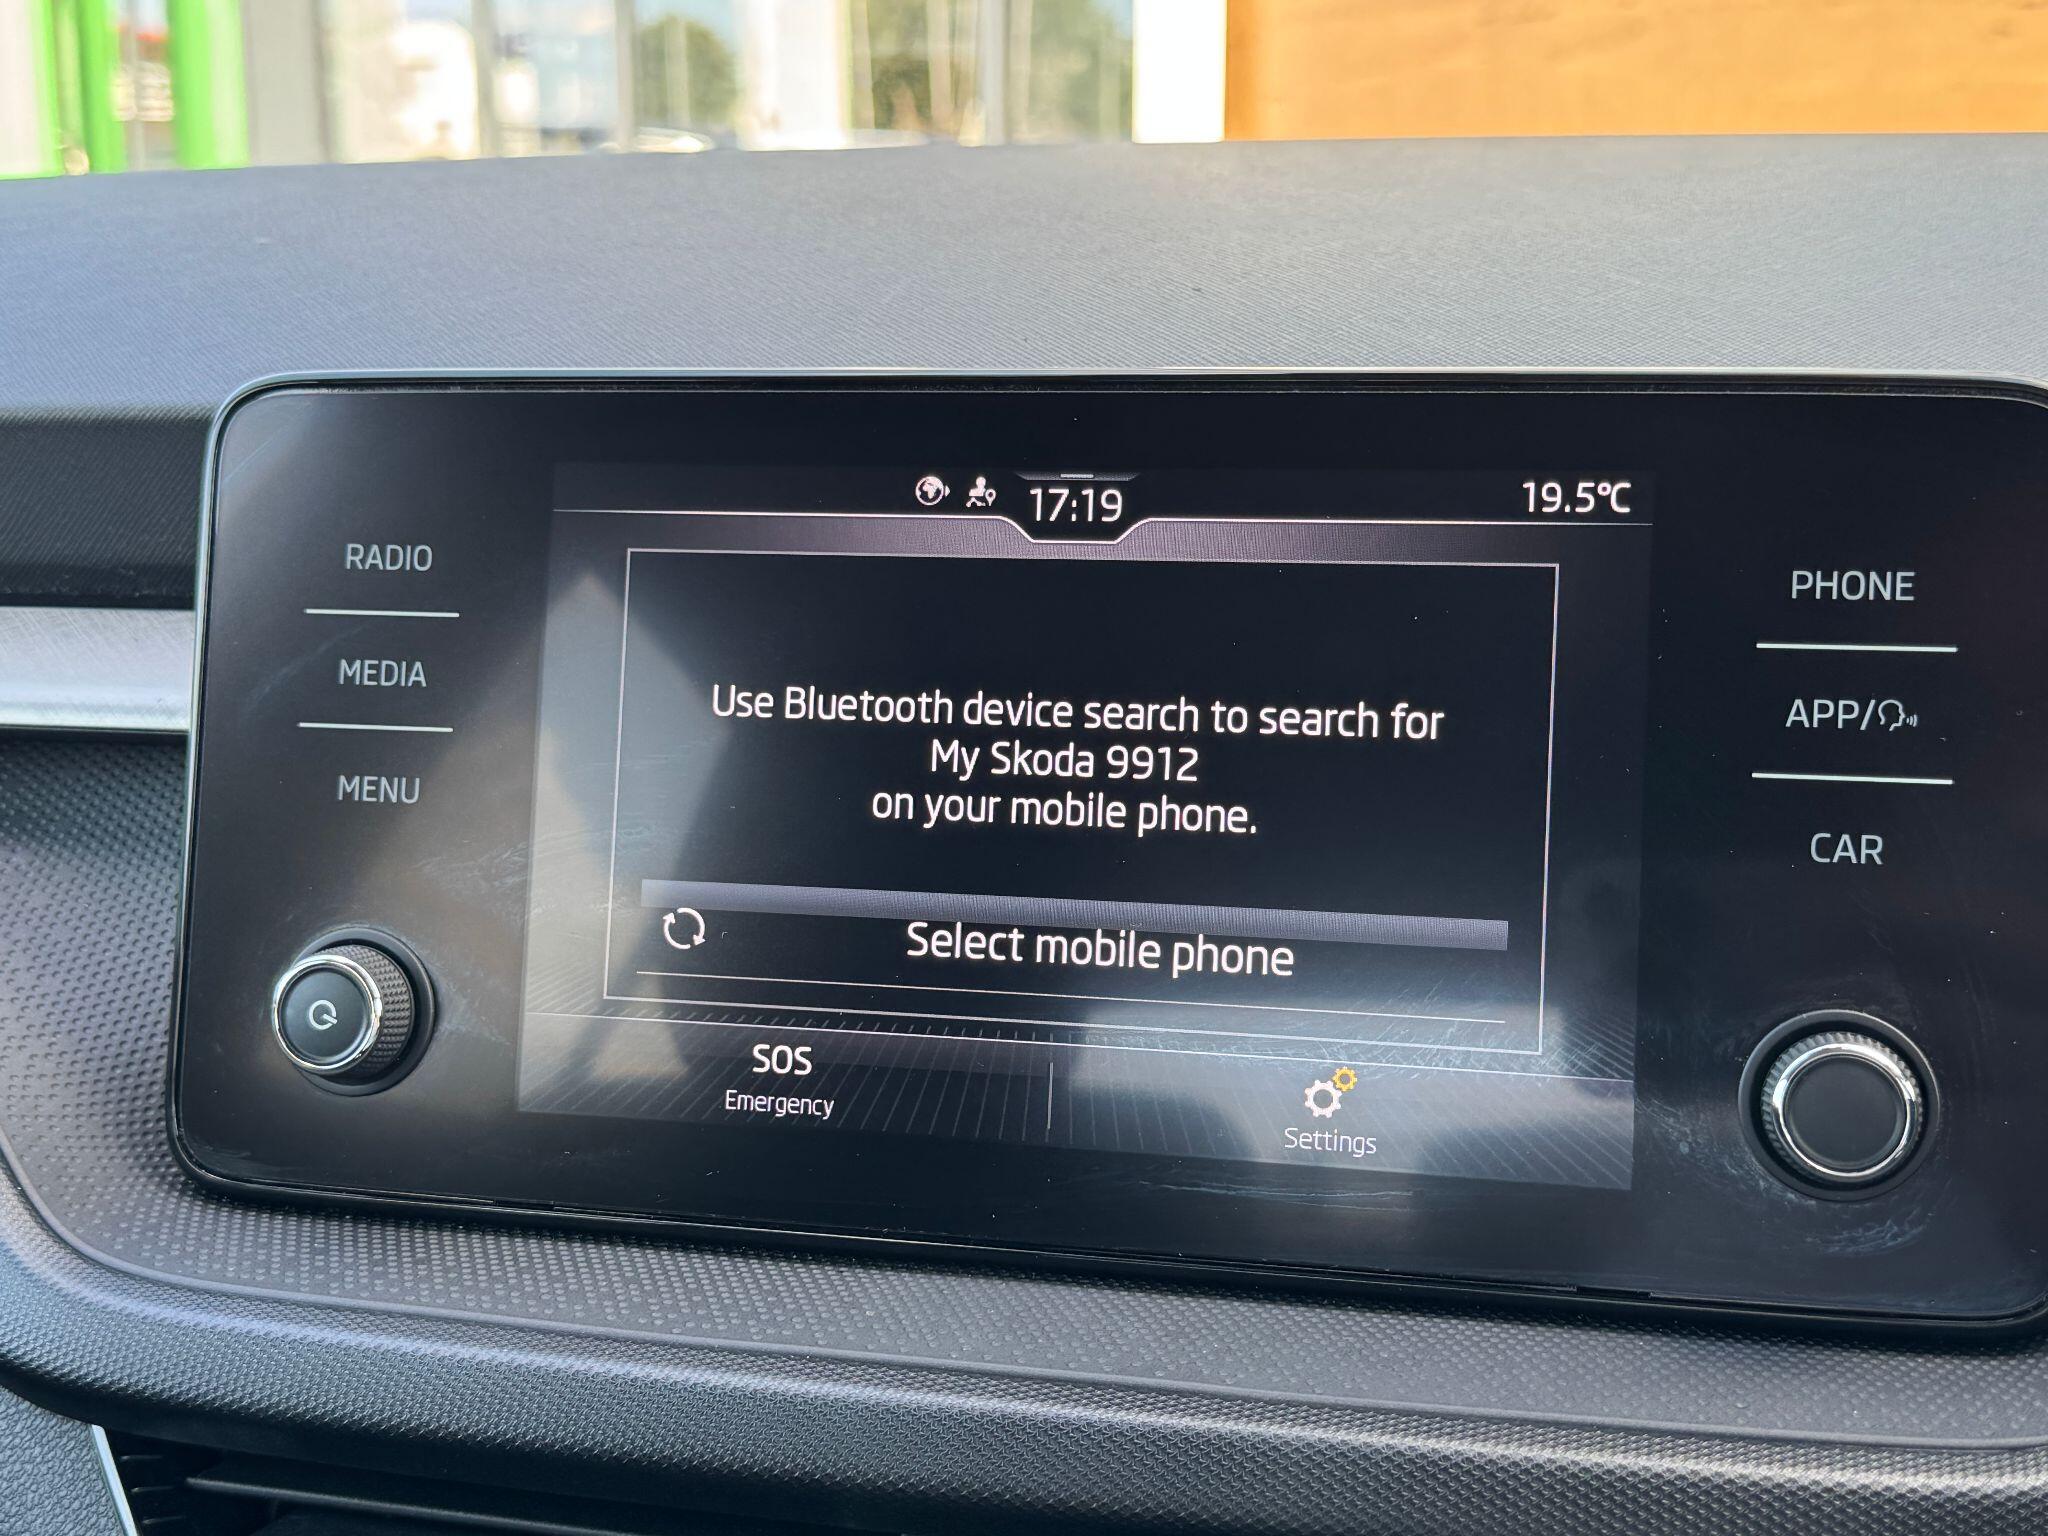 17:19
19.5°C
RADIO
MEDIA
MENU
Use Bluetooth device search to search for
My Skoda 9912
on your mobile phone.
Select mobile phone
SOS
Emergency
Settings
PHONE
APP/
CAR